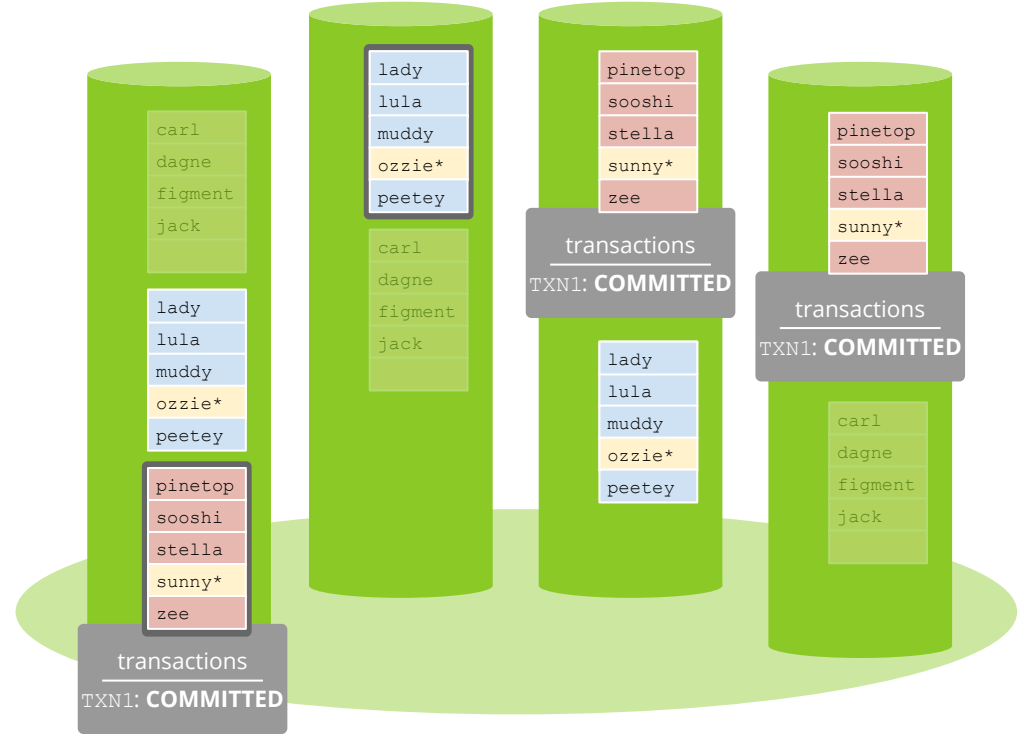 carl
dagne
figment
jack
lady
lula
muddy
ozzie*
peetey
pinetop
sooshi
stella
sunny*
zee
transactions
TXN1: COMMITTED
lady
lula
muddy
ozzie*
peetey
carl
dagne
figment
jack
pinetop
sooshi
stella
sunny*
zee
transactions
TXN1: COMMITTED
lady
lula
muddy
ozzie*
peetey
pinetop
sooshi
stella
sunny*
zee
transactions
TXN1: COMMITTED
carl
dagne
figment
jack